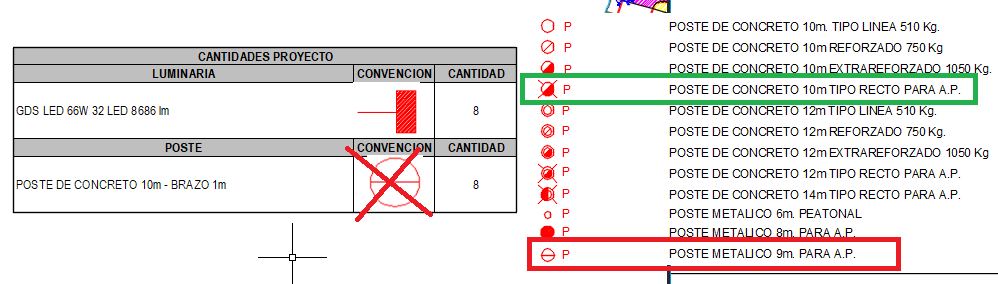 CANTIDADES PROYECTO
LUMINARIA CONVENCION CANTIDAD
GDS LED 66W 32 LED 8686 lm 8
POSTE CONVENCION CANTIDAD
POSTE DE CONCRETO 10m - BRAZO 1m 8
P POSTE DE CONCRETO 10m. TIPO LINEA 510 Kg.
P POSTE DE CONCRETO 10m REFORZADO 750 Kg
P POSTE DE CONCRETO 10m EXTRAREFORZADO 1050 Kg.
P POSTE DE CONCRETO 10m TIPO RECTO PARA A.P.
P POSTE DE CONCRETO 12m TIPO LINEA 510 Kg.
P POSTE DE CONCRETO 12m REFORZADO 750 Kg.
P POSTE DE CONCRETO 12m EXTRAREFORZADO 1050 Kg
P POSTE DE CONCRETO 12m TIPO RECTO PARA A.P.
P POSTE DE CONCRETO 14m TIPO RECTO PARA A.P.
P POSTE METALICO 6m. PEATONAL
P POSTE METALICO 8m. PARA A.P.
P POSTE METALICO 9m. PARA A.P.